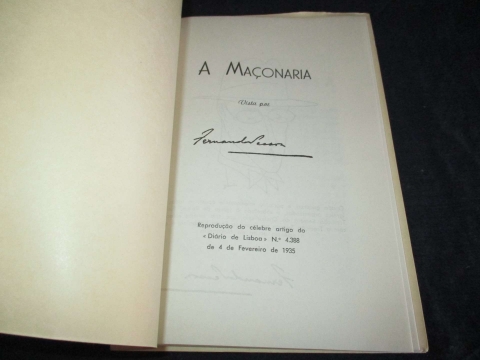 A MAÇONARIA
Vista por
Fernando Pessoa
Reprodução do célebre artigo do
«Diário de Lisboa» N.º 4.388
de 4 de Fevereiro de 1935